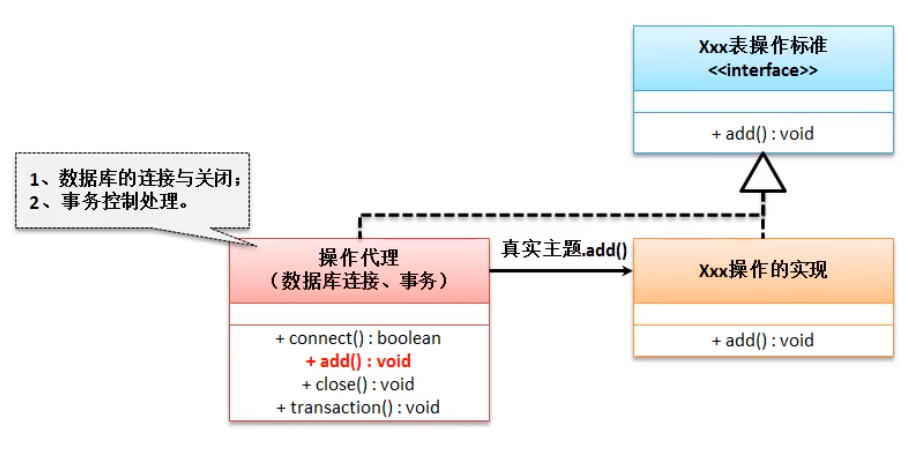 Xxx表操作标准
<<interface>>
+ add() : void
1、数据库的连接与关闭；
2、事务控制处理。
操作代理
（数据库连接、事务）
+ connect() : boolean
+ add() : void
+ close() : void
+ transaction() : void
真实主题.add()
Xxx操作的实现
+ add() : void